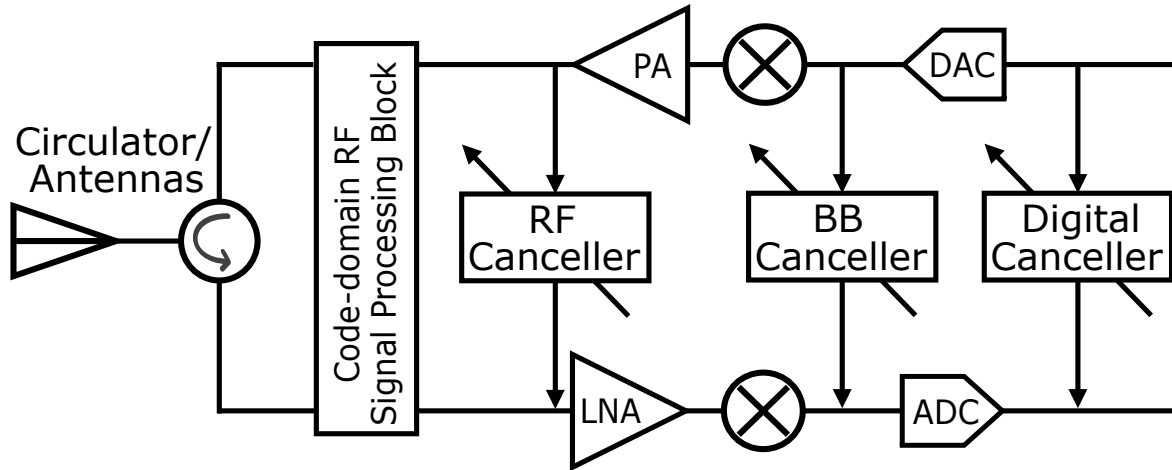 Circulator/
Antennas
Code-domain RF
Signal Processing Block
PA
DAC
RF
Canceller
BB
Canceller
Digital
Canceller
LNA
ADC